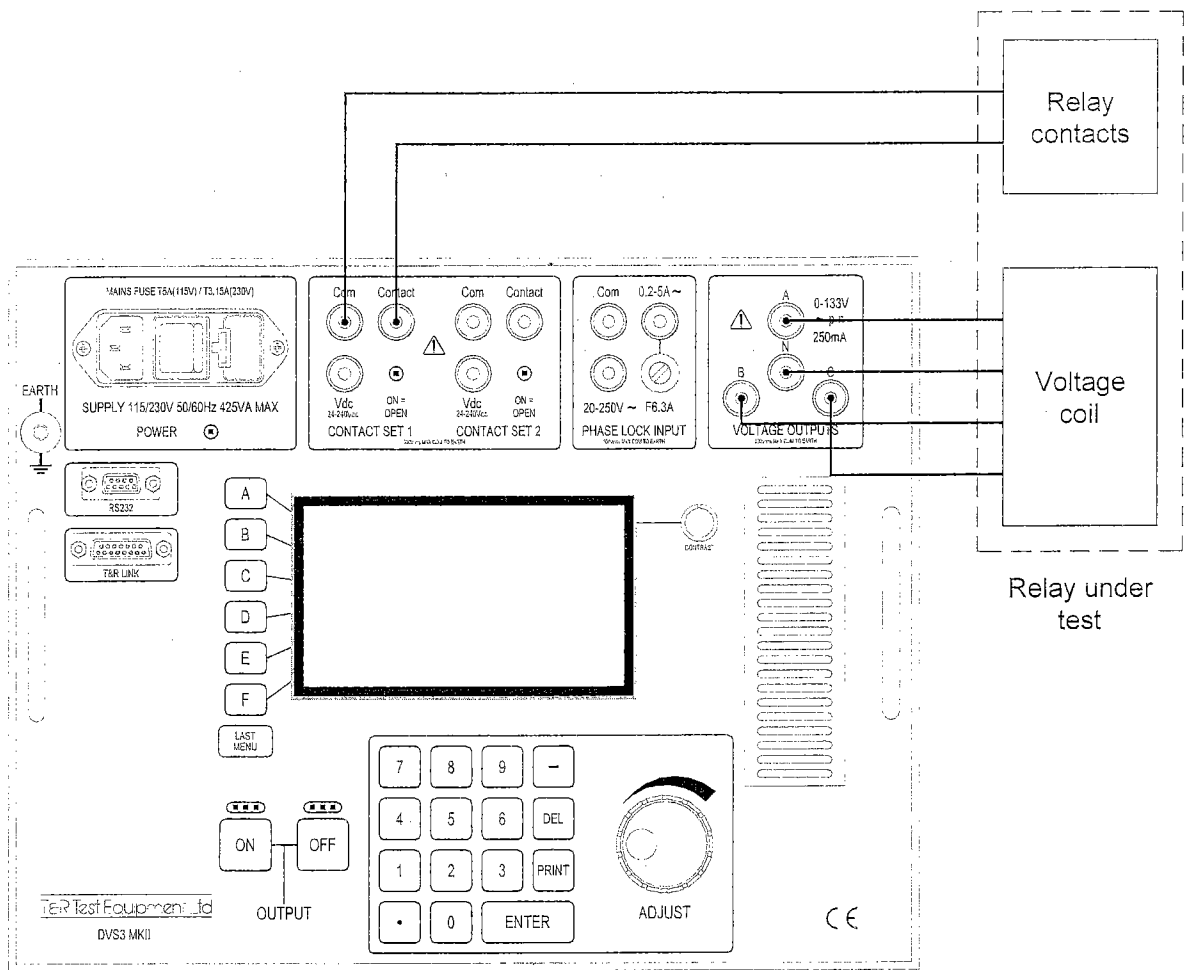 Relay
contacts
MAINS FUSE T6A(115V) / T3.15A(230V)
SUPPLY 115/230V 50/60Hz 425VA MAX
POWER
EARTH
Com Contact Com Contact
Vdc
24-240Vdc
ON =
OPEN
Vdc
ON =
OPEN
CONTACT SET 1 CONTACT SET 2
Com 0.2-5A~
20-250V ~ F6.3A
PHASE LOCK INPUT
A
0-133V
250mA
N
B
C
VOLTAGE OUTPUTS
Voltage
coil
Relay under
test
RS232
T&R LINK
A
B
C
D
E
F
LAST
MENU
CONTRAST
7 8 9 –
4 5 6 DEL
1 2 3 PRINT
• 0 ENTER
ADJUST
ON OFF
OUTPUT
T&R Test Equipment Ltd
DVS3 MKII
CE